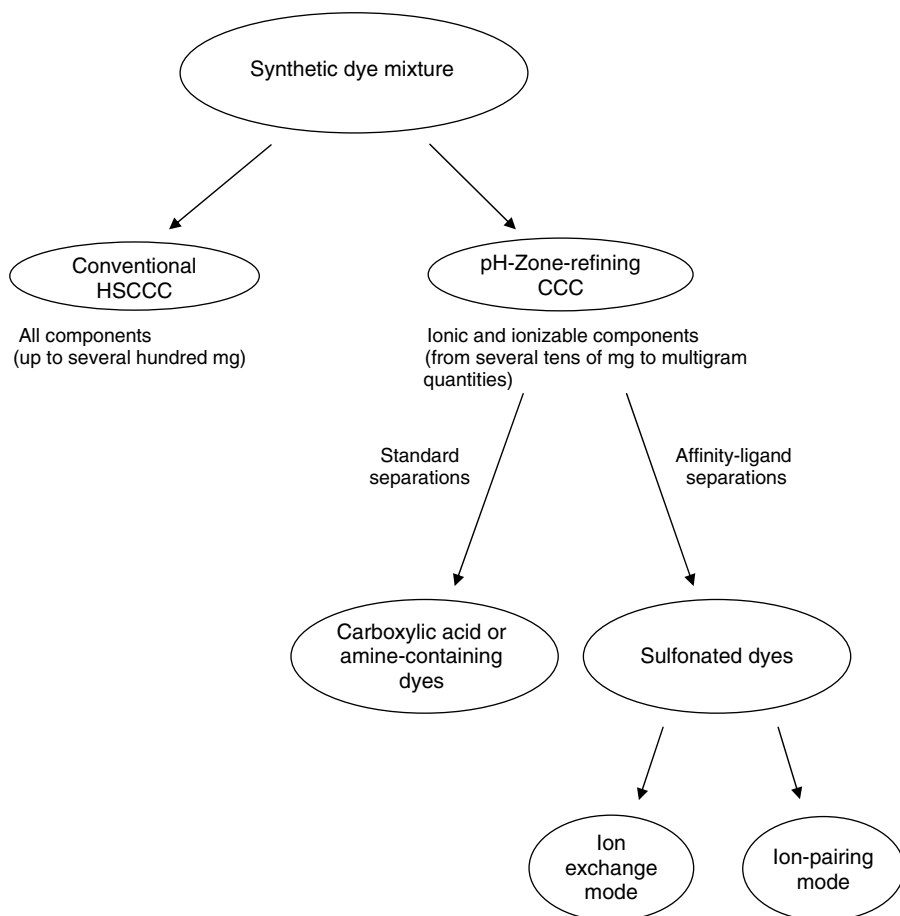 Synthetic dye mixture
Conventional
HSCCC
pH-Zone-refining
CCC
All components
(up to several hundred mg)
Ionic and ionizable components
(from several tens of mg to multigram
quantities)
Standard
separations
Affinity-ligand
separations
Carboxylic acid or
amine-containing
dyes
Sulfonated dyes
Ion
exchange
mode
Ion-pairing
mode